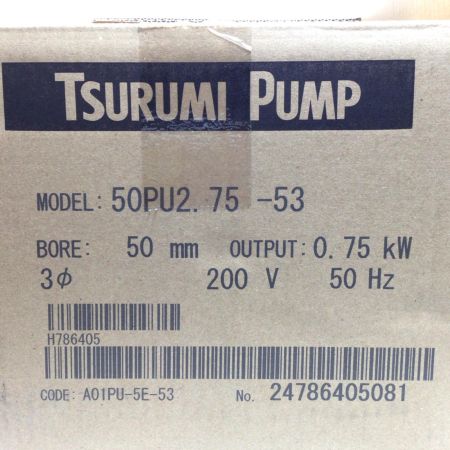 TSURUMI PUMP
MODEL: 50PU2.75 -53
BORE: 50 mm OUTPUT: 0.75 kW
3φ 200 V 50 Hz
H786405
CODE: A01PU-5E-53 No. 24786405081